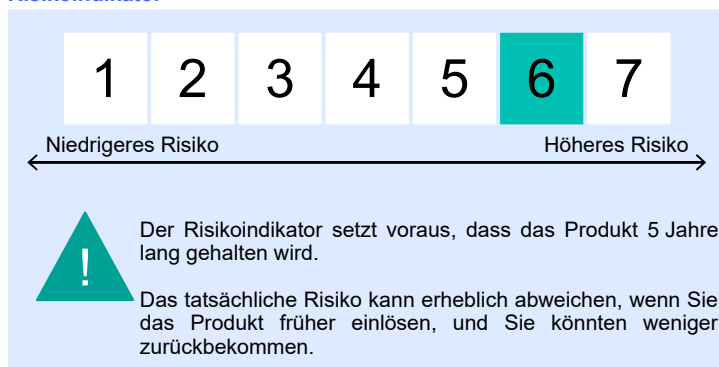 Risikoindikator
1 2 3 4 5 6 7
Niedrigeres Risiko Höheres Risiko
! Der Risikoindikator setzt voraus, dass das Produkt 5 Jahre
lang gehalten wird.
Das tatsächliche Risiko kann erheblich abweichen, wenn Sie
das Produkt früher einlösen, und Sie könnten weniger
zurückbekommen.